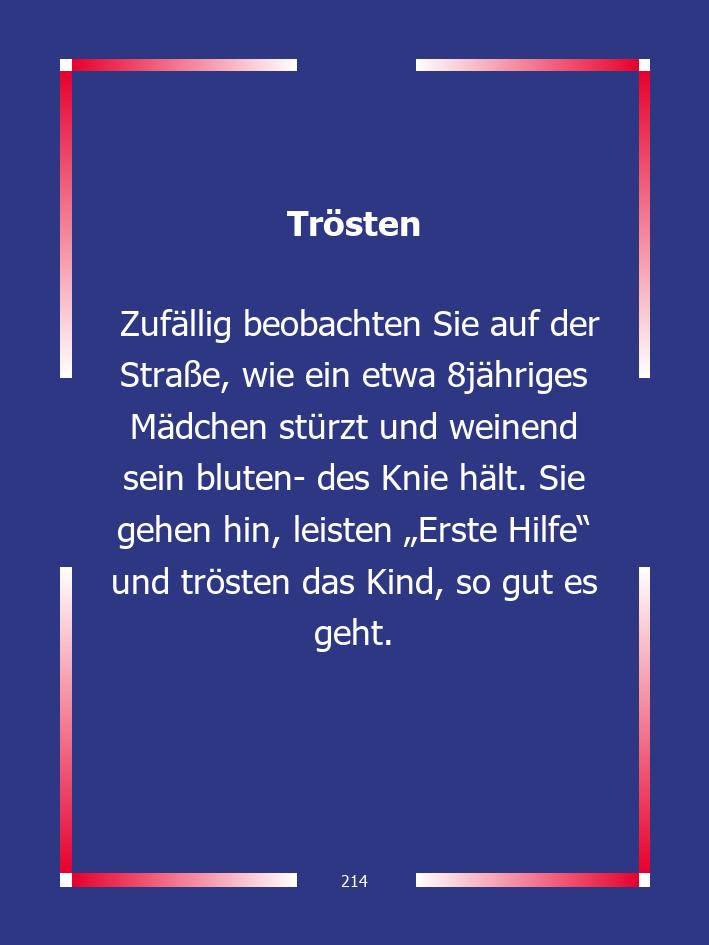 Trösten
Zufällig beobachten Sie auf der
Straße, wie ein etwa 8jähriges
Mädchen stürzt und weinend
sein bluten- des Knie hält. Sie
gehen hin, leisten „Erste Hilfe“
und trösten das Kind, so gut es
geht.
214